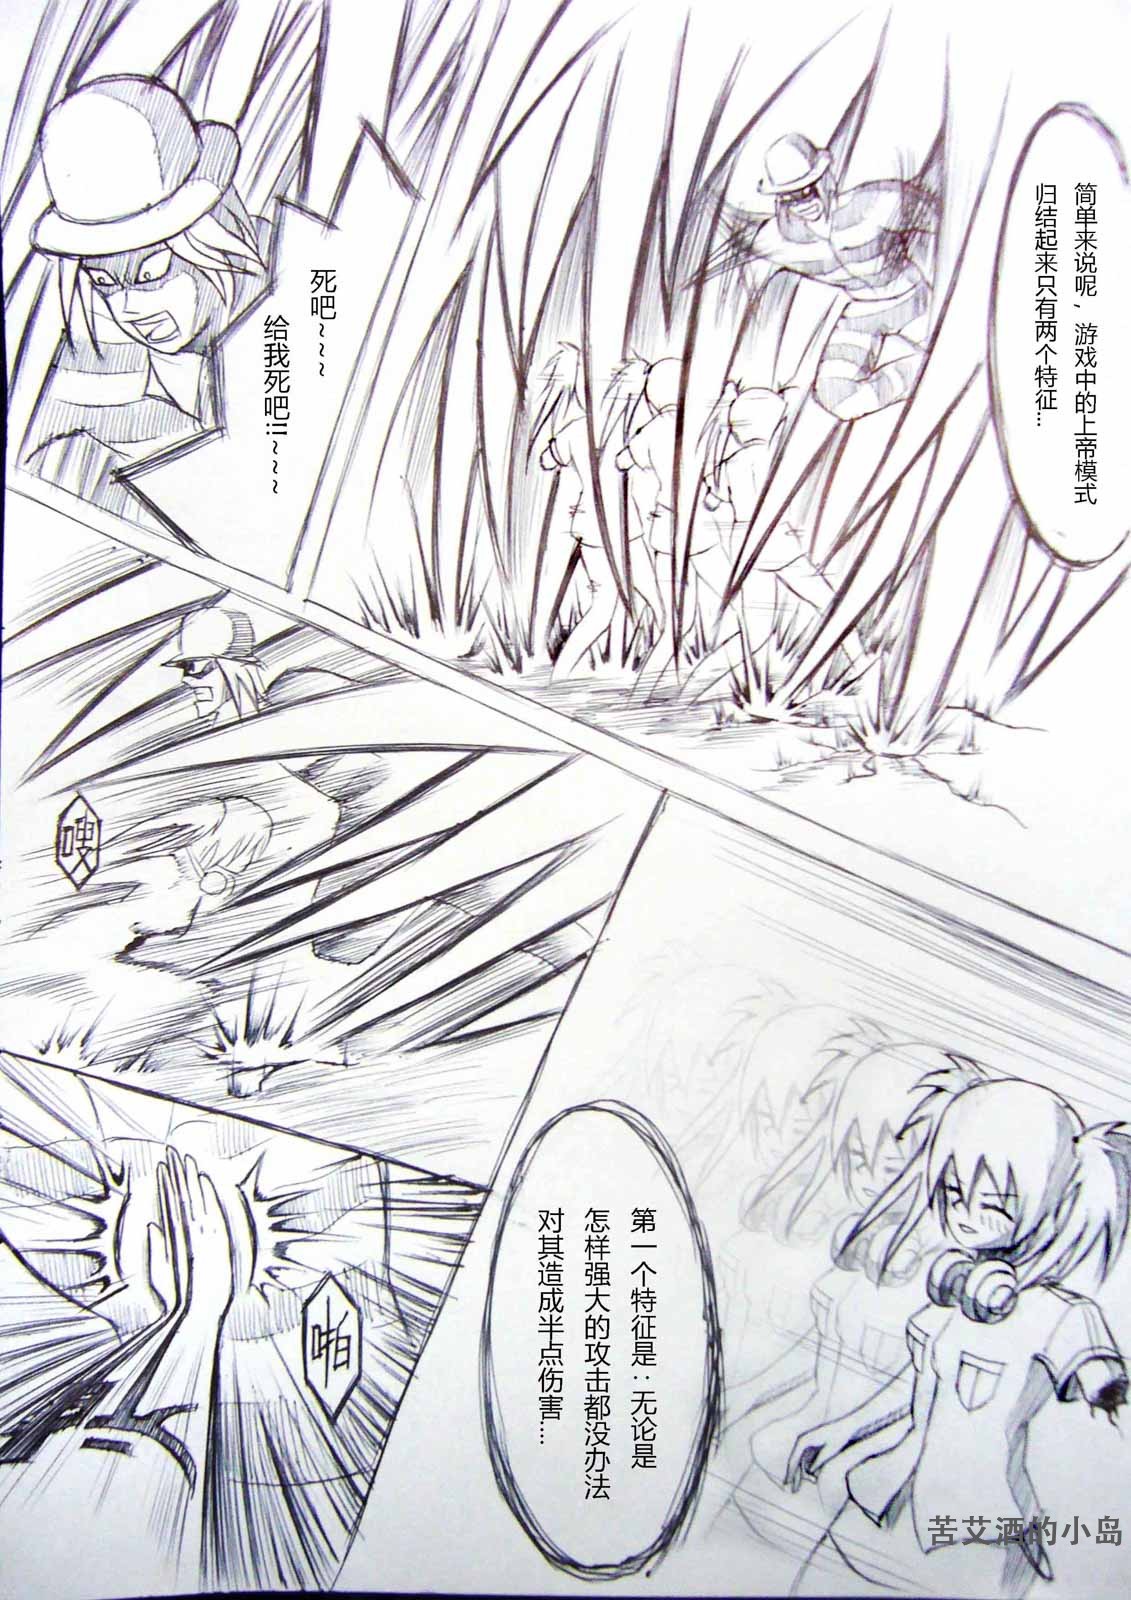 简单来说呢，游戏中的上帝模式
归结起来只有两个特征...
死吧~~~
给我死吧!!~~~
嗖
第一个特征是：无论是
怎样强大的攻击都没办法
对其造成半点伤害....
啪
苦艾酒的小岛